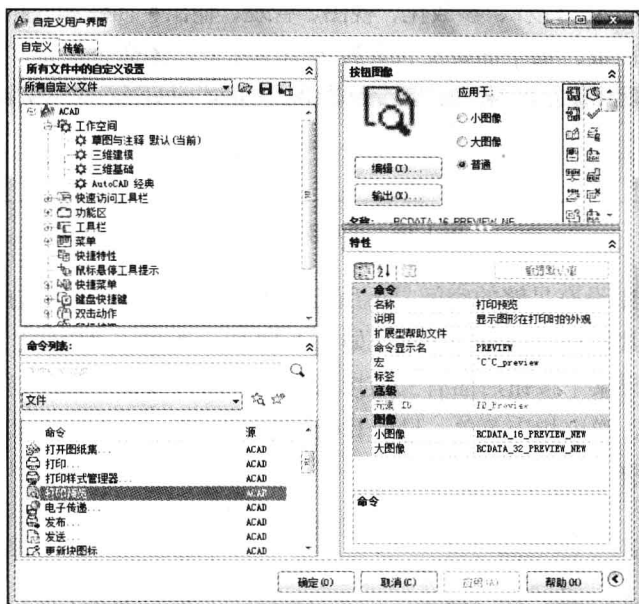 自定义用户界面
自定义 传输
所有文件中的自定义设置
所有自定义文件
ACAD
工作空间
草图与注释 默认(当前)
三维建模
三维基础
AutoCAD 经典
快速访问工具栏
功能区
工具栏
菜单
快捷特性
鼠标悬停工具提示
快捷菜单
键盘快捷键
双击动作
命令列表:
文件
命令 源
打开图纸集... ACAD
打印... ACAD
打印样式管理器... ACAD
打印预览 ACAD
电子传递... ACAD
发布... ACAD
发送... ACAD
更新块图标 ACAD
按钮图像
应用于:
小图像
大图像
普通
编辑(I)...
输出(X)...
名称: RCDATA_16_PREVIEW_NE
特性
命令
名称 打印预览
说明 显示图形在打印时的外观
扩展型帮助文件
命令显示名 PREVIEW
宏 ^C^C_preview
标签
高级
元素 ID ID_Preview
图像
小图像 RCDATA_16_PREVIEW_NEW
大图像 RCDATA_32_PREVIEW_NEW
命令
确定(O) 取消(C) 应用(A) 帮助(H)